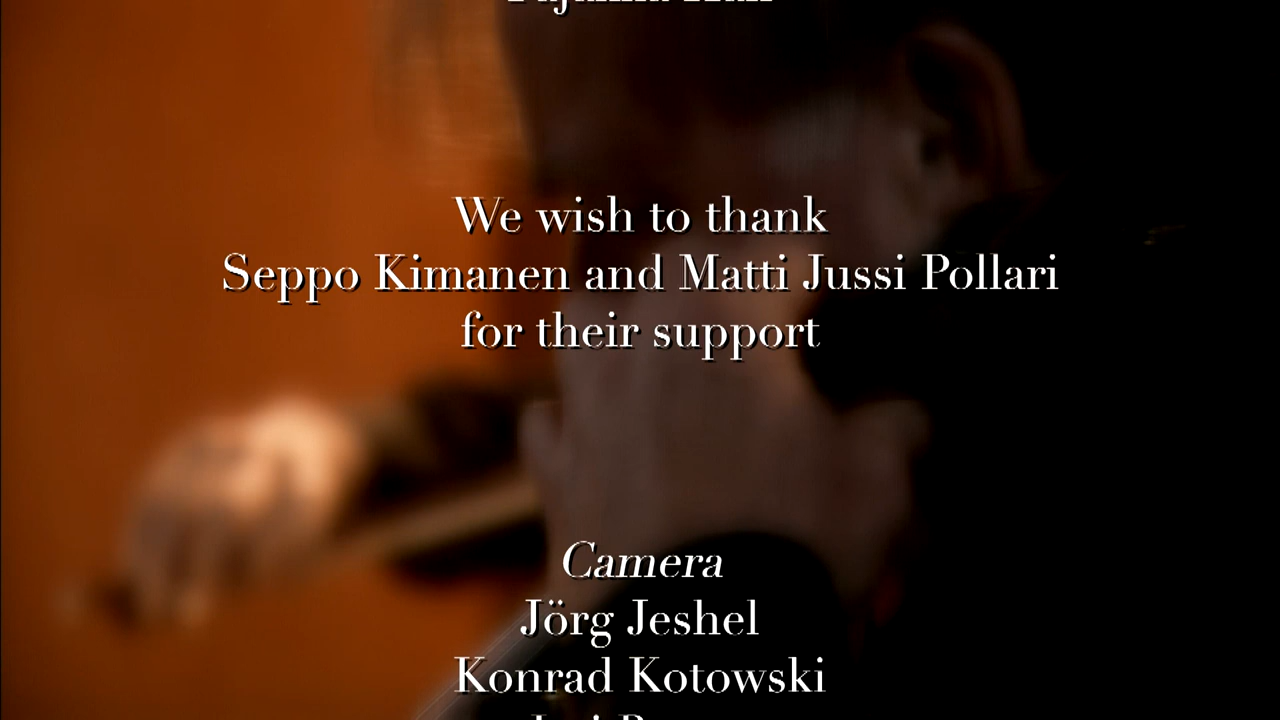 We wish to thank
Seppo Kimanen and Matti Jussi Pollari
for their support
Camera
Jörg Jeshel
Konrad Kotowski